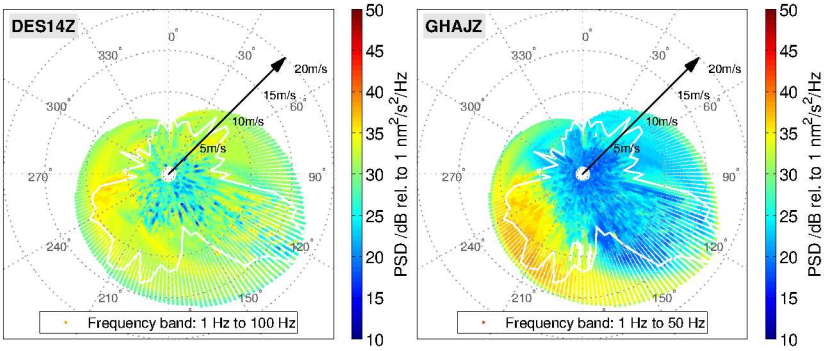 DES14Z
0°
330°
300°
270°
240°
210°
150°
120°
90°
60°
5m/s
10m/s
15m/s
20m/s
Frequency band: 1 Hz to 100 Hz
50
45
40
35
30
25
20
15
10
PSD /dB rel. to 1 nm²/s²/Hz
GHAJZ
0°
330°
300°
270°
240°
210°
150°
120°
90°
60°
5m/s
10m/s
15m/s
20m/s
Frequency band: 1 Hz to 50 Hz
50
45
40
35
30
25
20
15
10
PSD /dB rel. to 1 nm²/s²/Hz